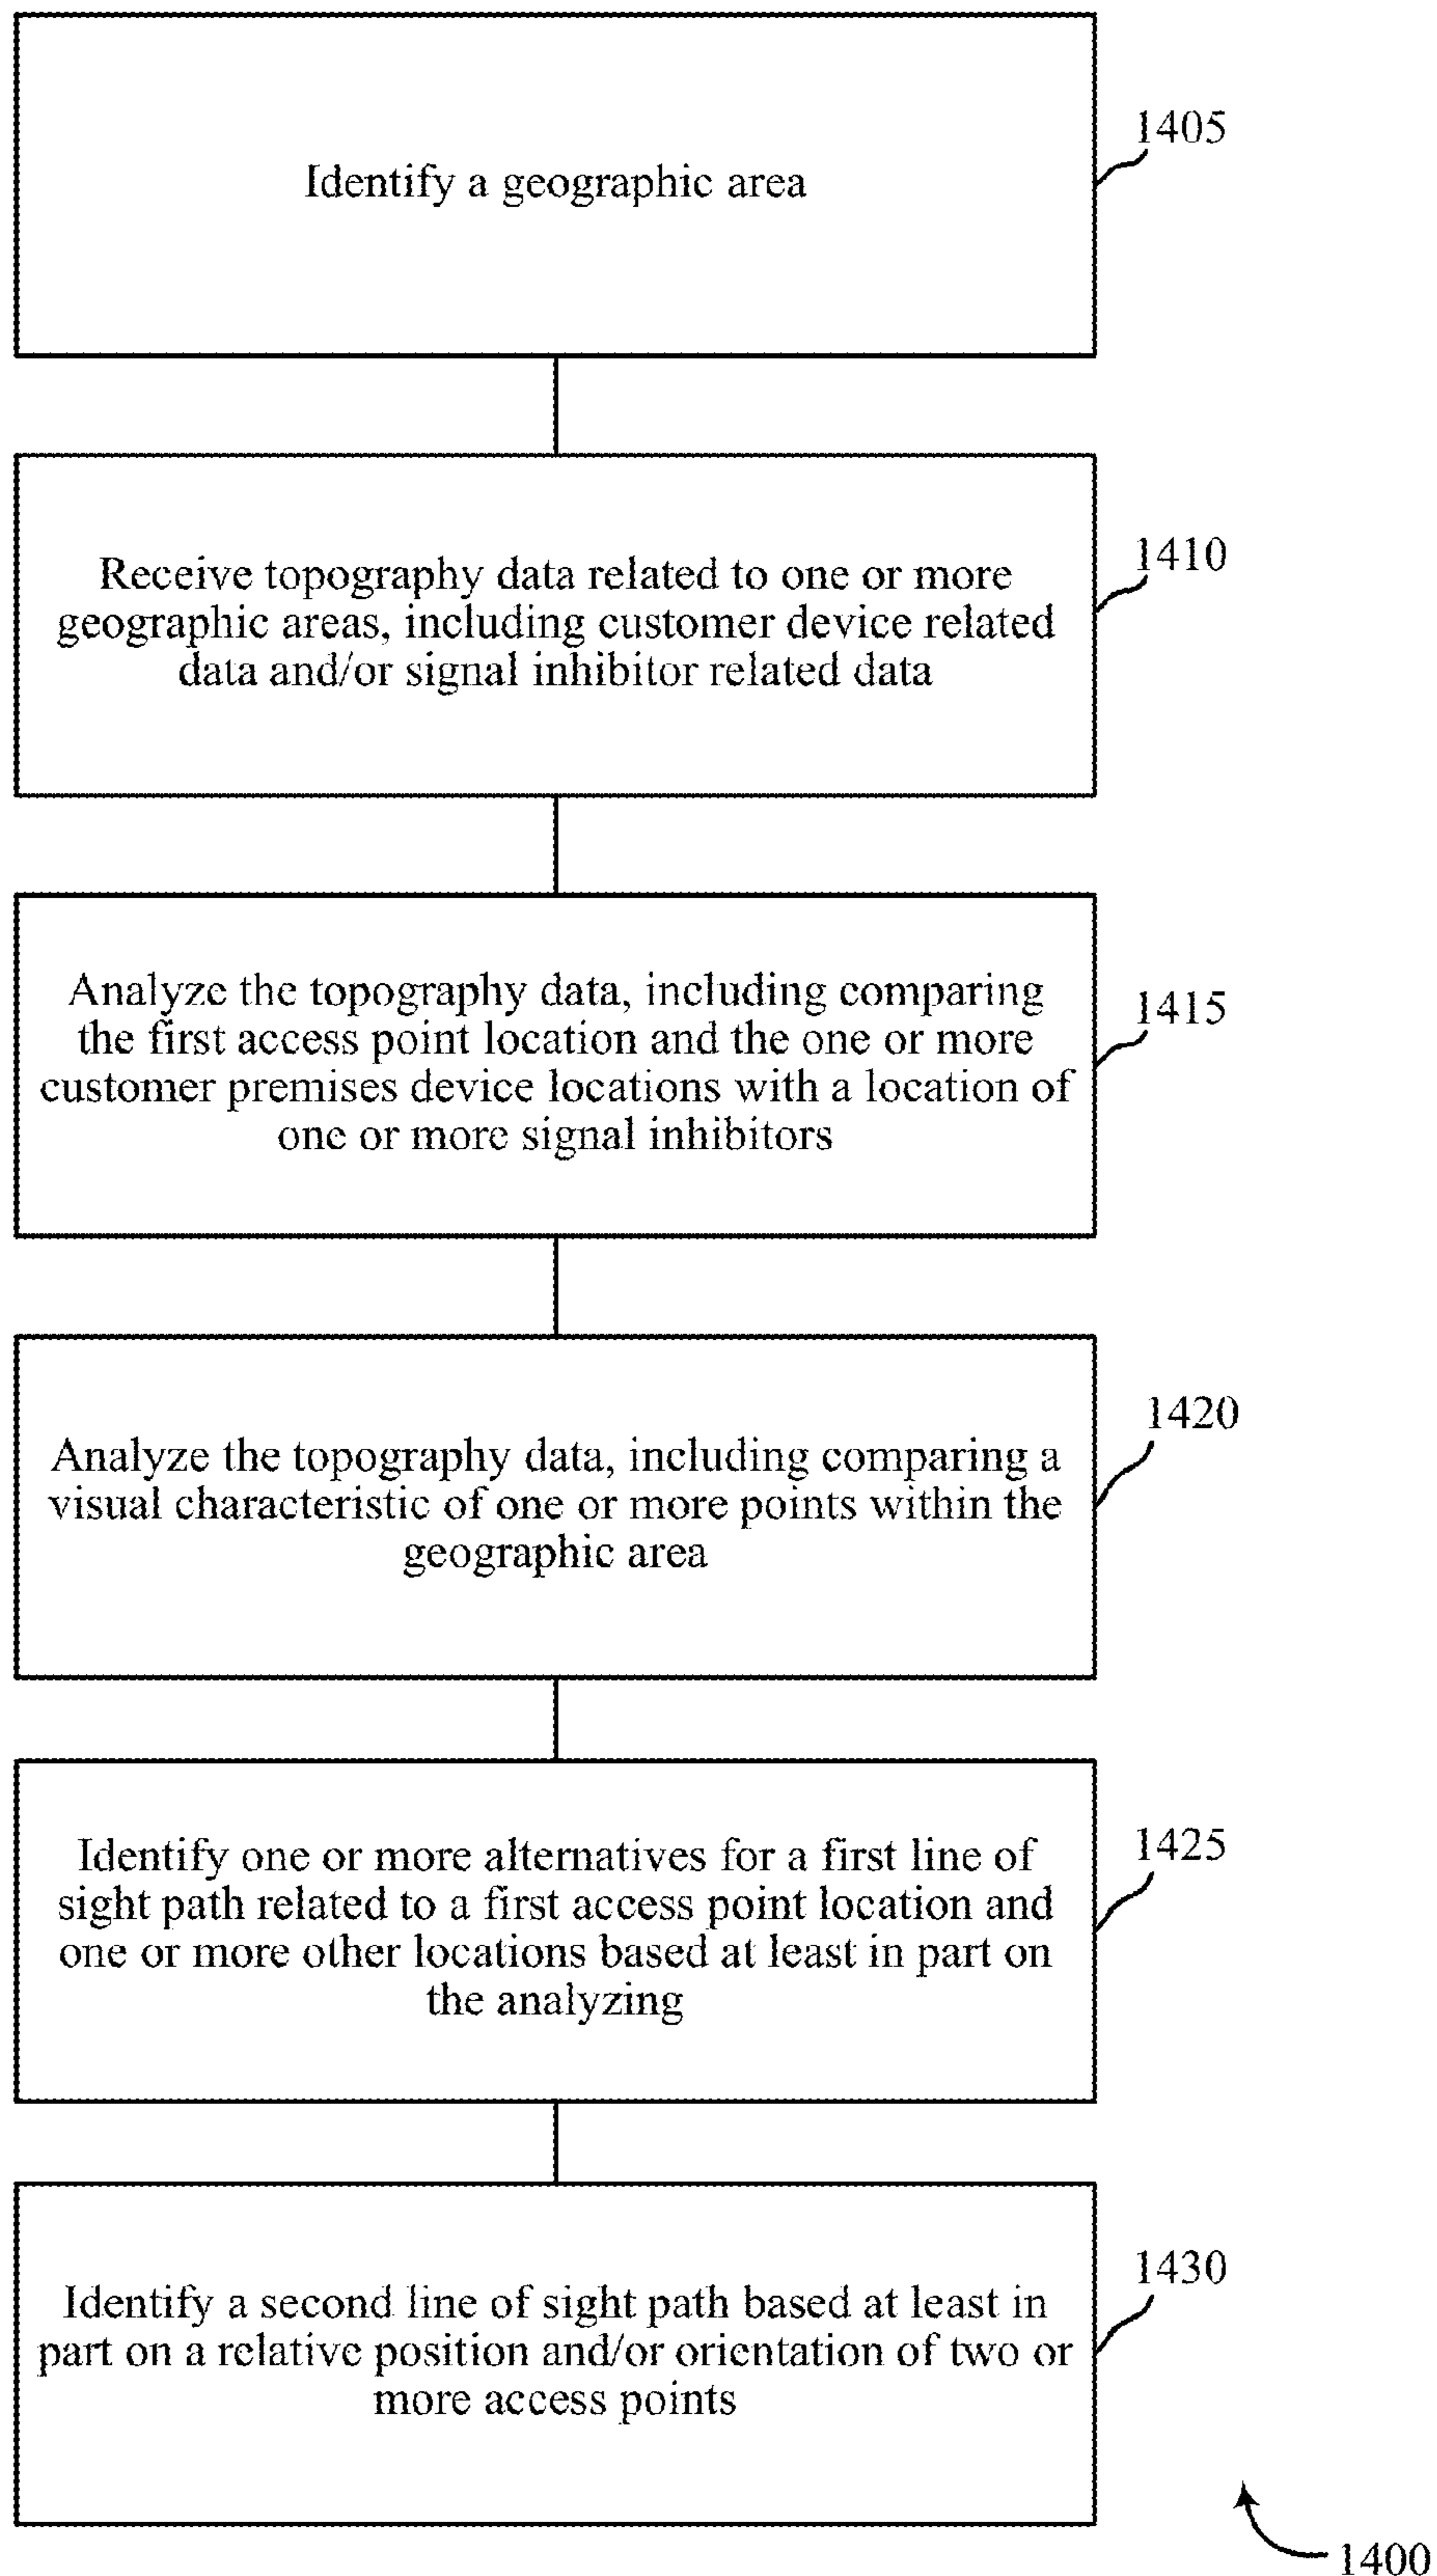 Identify a geographic area
1405
Receive topography data related to one or more
geographic areas, including customer device related
data and/or signal inhibitor related data
1410
Analyze the topography data, including comparing
the first access point location and the one or more
customer premises device locations with a location of
one or more signal inhibitors
1415
Analyze the topography data, including comparing a
visual characteristic of one or more points within the
geographic area
1420
Identify one or more alternatives for a first line of
sight path related to a first access point location and
one or more other locations based at least in part on
the analyzing
1425
Identify a second line of sight path based at least in
part on a relative position and/or orientation of two or
more access points
1430
1400